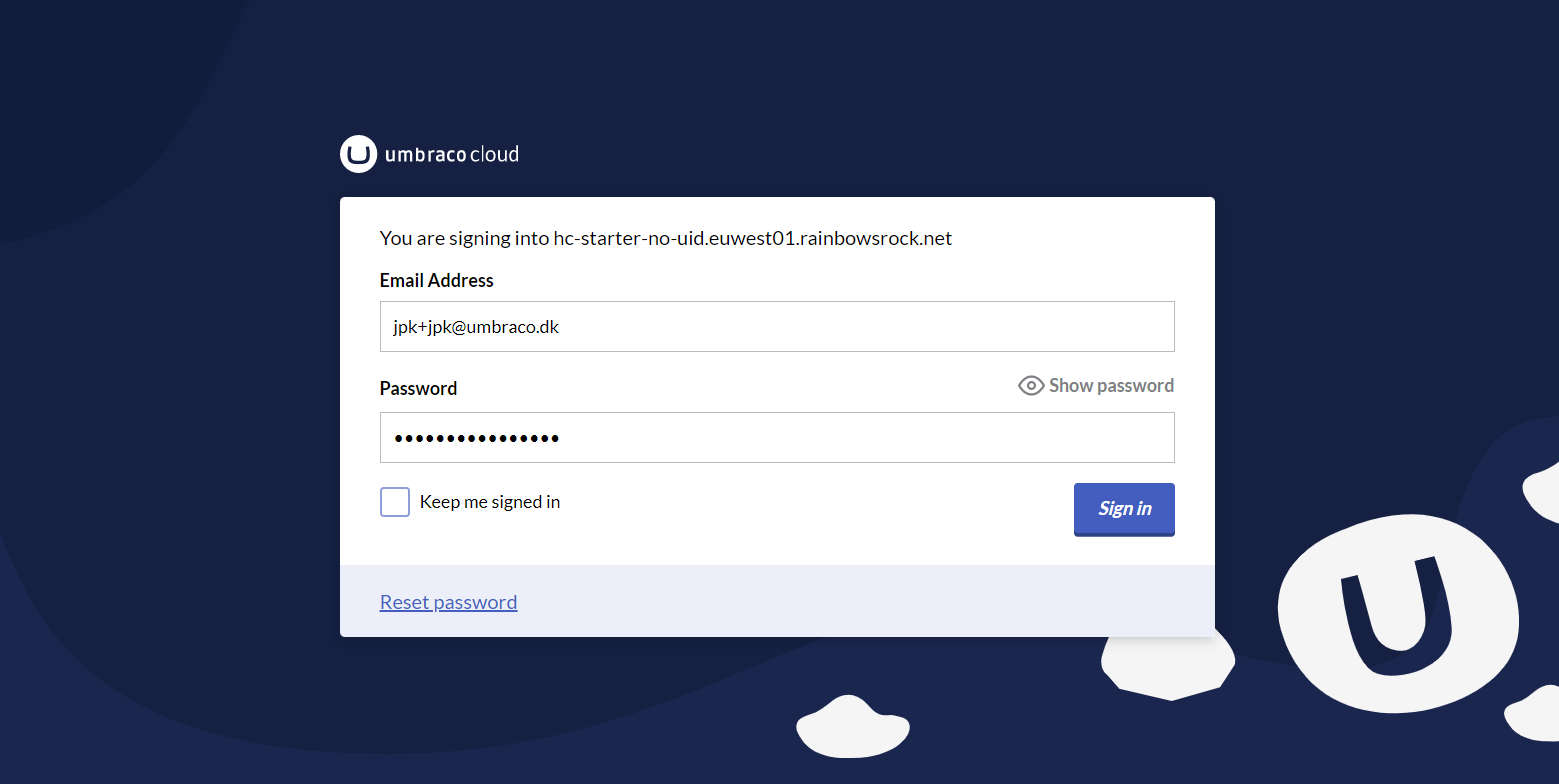 umbraco cloud
You are signing into hc-starter-no-uid.euwest01.rainbowsrock.net
Email Address
jpk+jpk@umbraco.dk
Password
Show password
••••••••••••••••
Keep me signed in
Sign in
Reset password